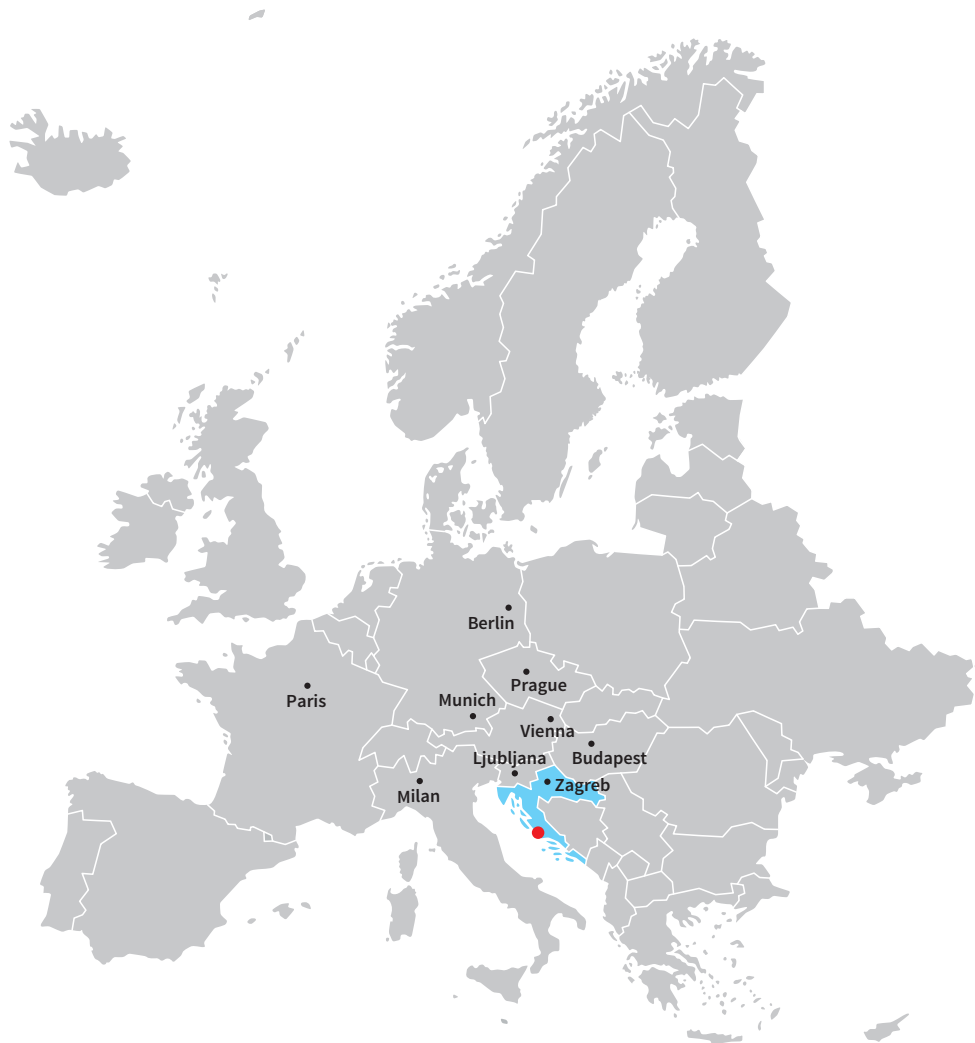 Berlin
Prague
Paris
Munich
Vienna
Ljubljana
Budapest
Zagreb
Milan